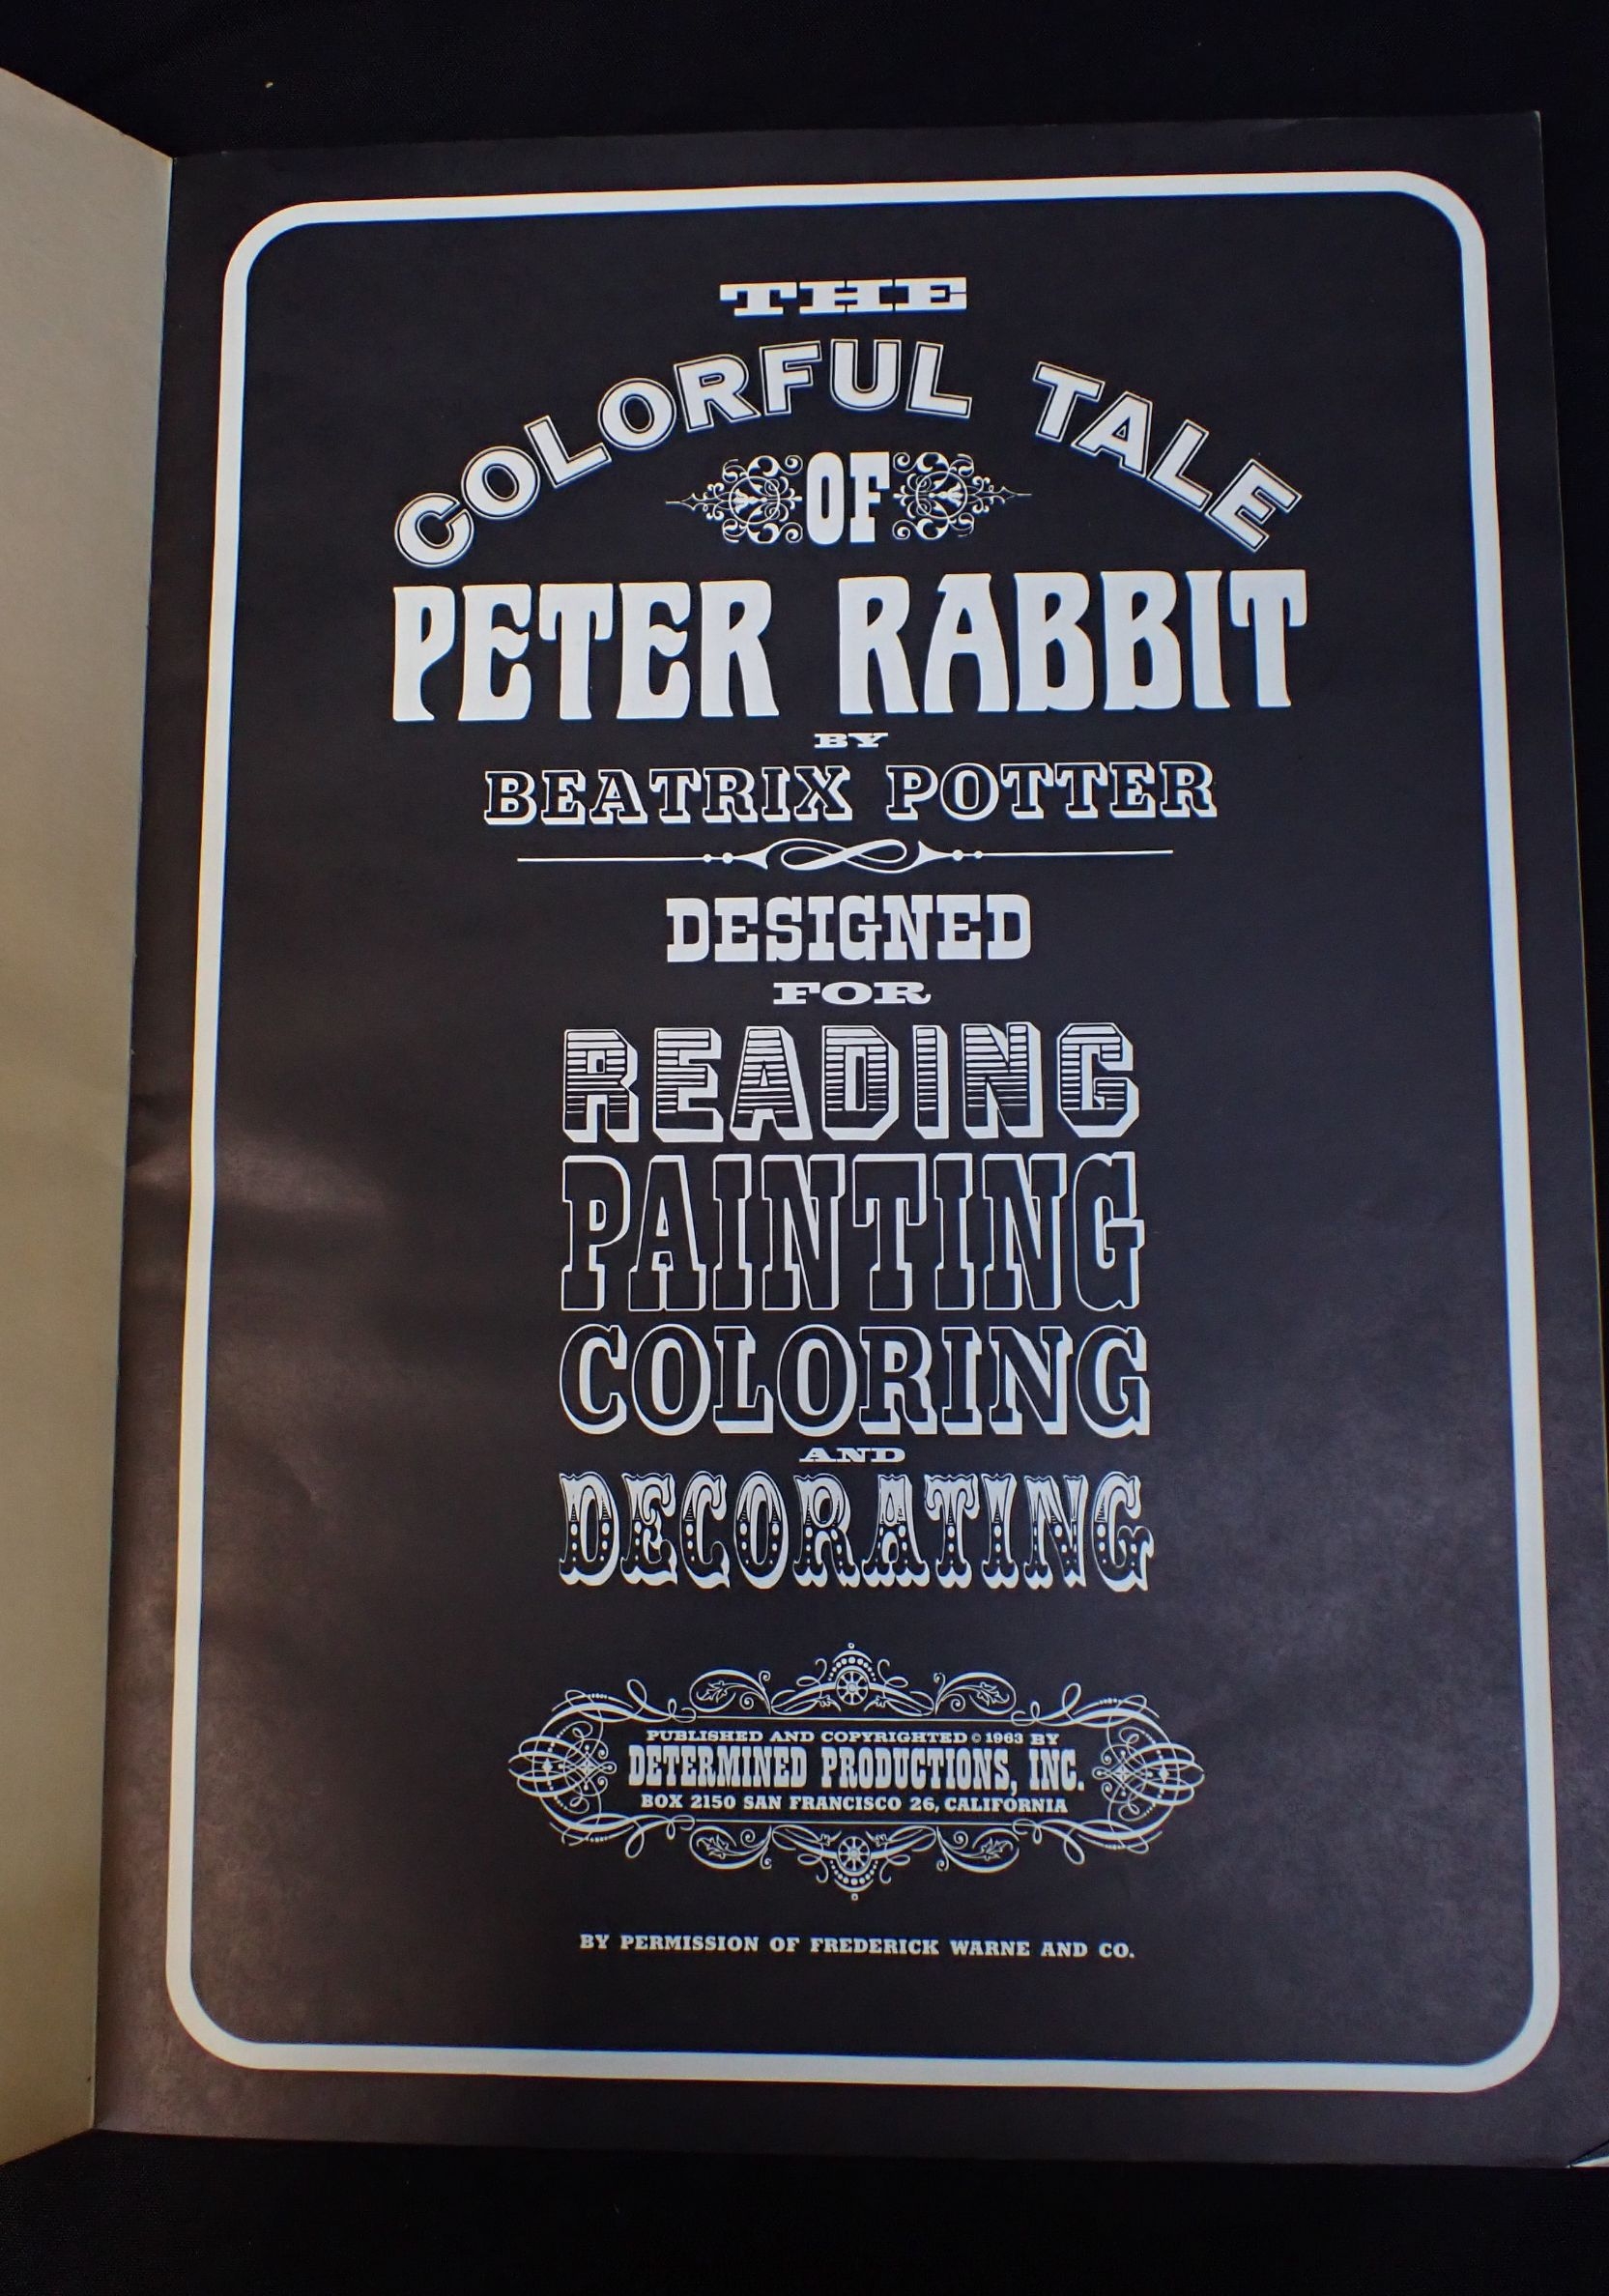 THE
COLORFUL TALE
OF
PETER RABBIT
BY
BEATRIX POTTER
DESIGNED
FOR
READING
PAINTING
COLORING
AND
DECORATING
PUBLISHED AND COPYRIGHTED © 1963 BY
DETERMINED PRODUCTIONS, INC.
BOX 2150 SAN FRANCISCO 26, CALIFORNIA
BY PERMISSION OF FREDERICK WARNE AND CO.